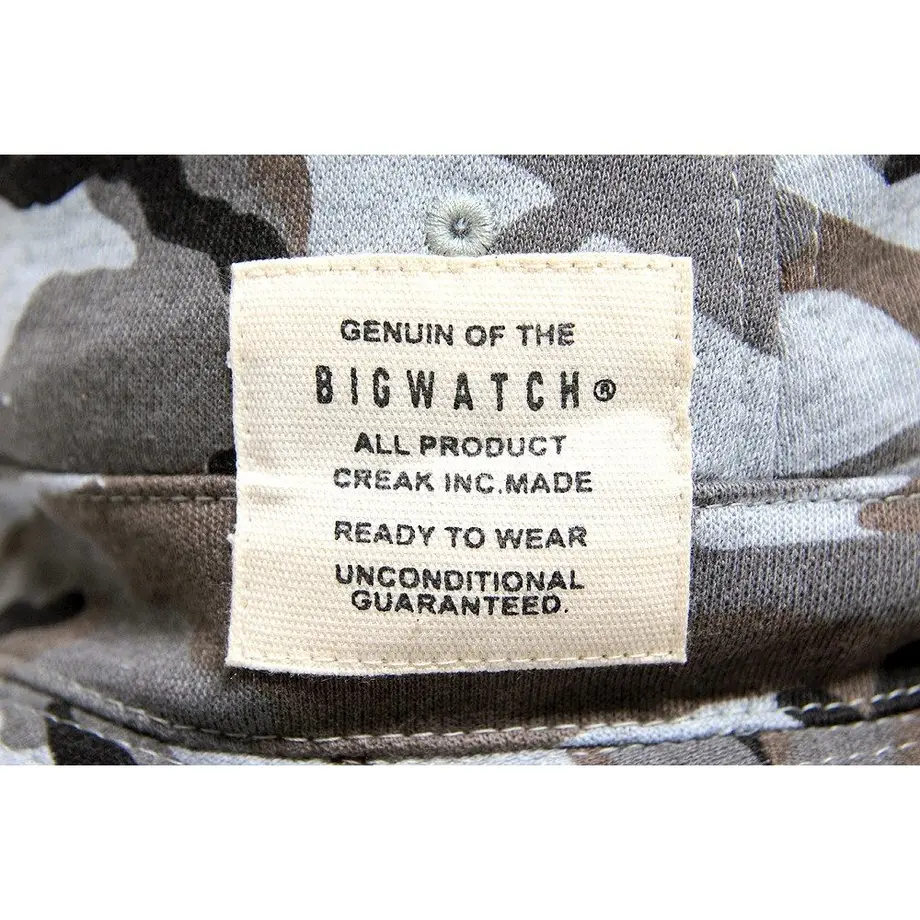 GENUIN OF THE
BIGWATCH®
ALL PRODUCT
CREAK INC.MADE
READY TO WEAR
UNCONDITIONAL
GUARANTEED.